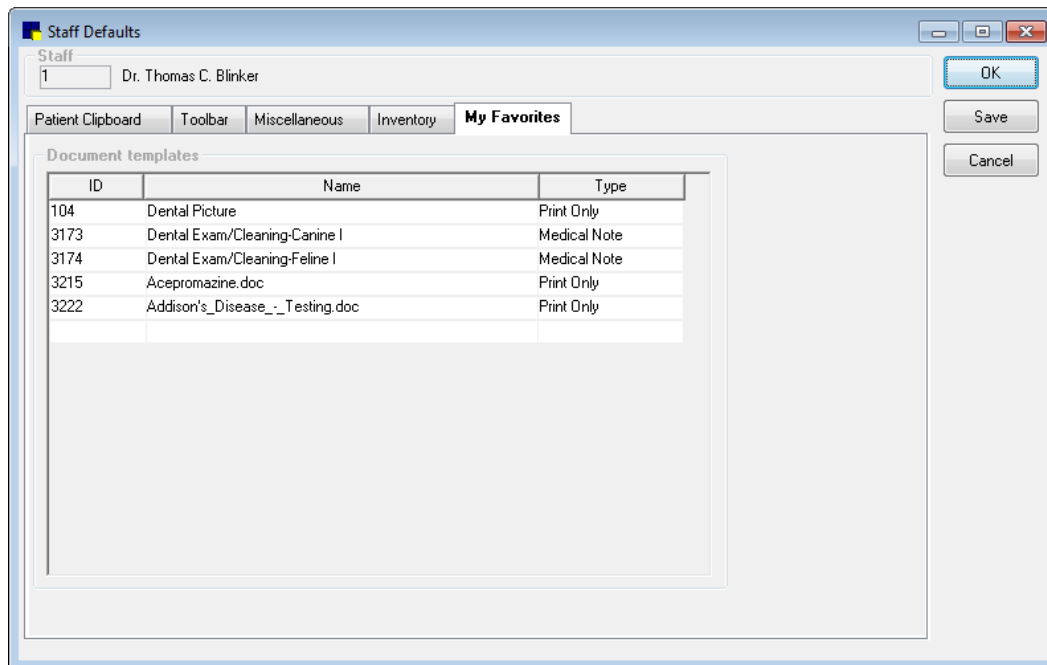 Staff Defaults
Staff
1 Dr. Thomas C. Blinker
OK
Patient Clipboard Toolbar Miscellaneous Inventory My Favorites
Save
Document templates
Cancel
ID Name Type
104 Dental Picture Print Only
3173 Dental Exam/Cleaning-Canine I Medical Note
3174 Dental Exam/Cleaning-Feline I Medical Note
3215 Acepromazine.doc Print Only
3222 Addison's_Disease_-_Testing.doc Print Only